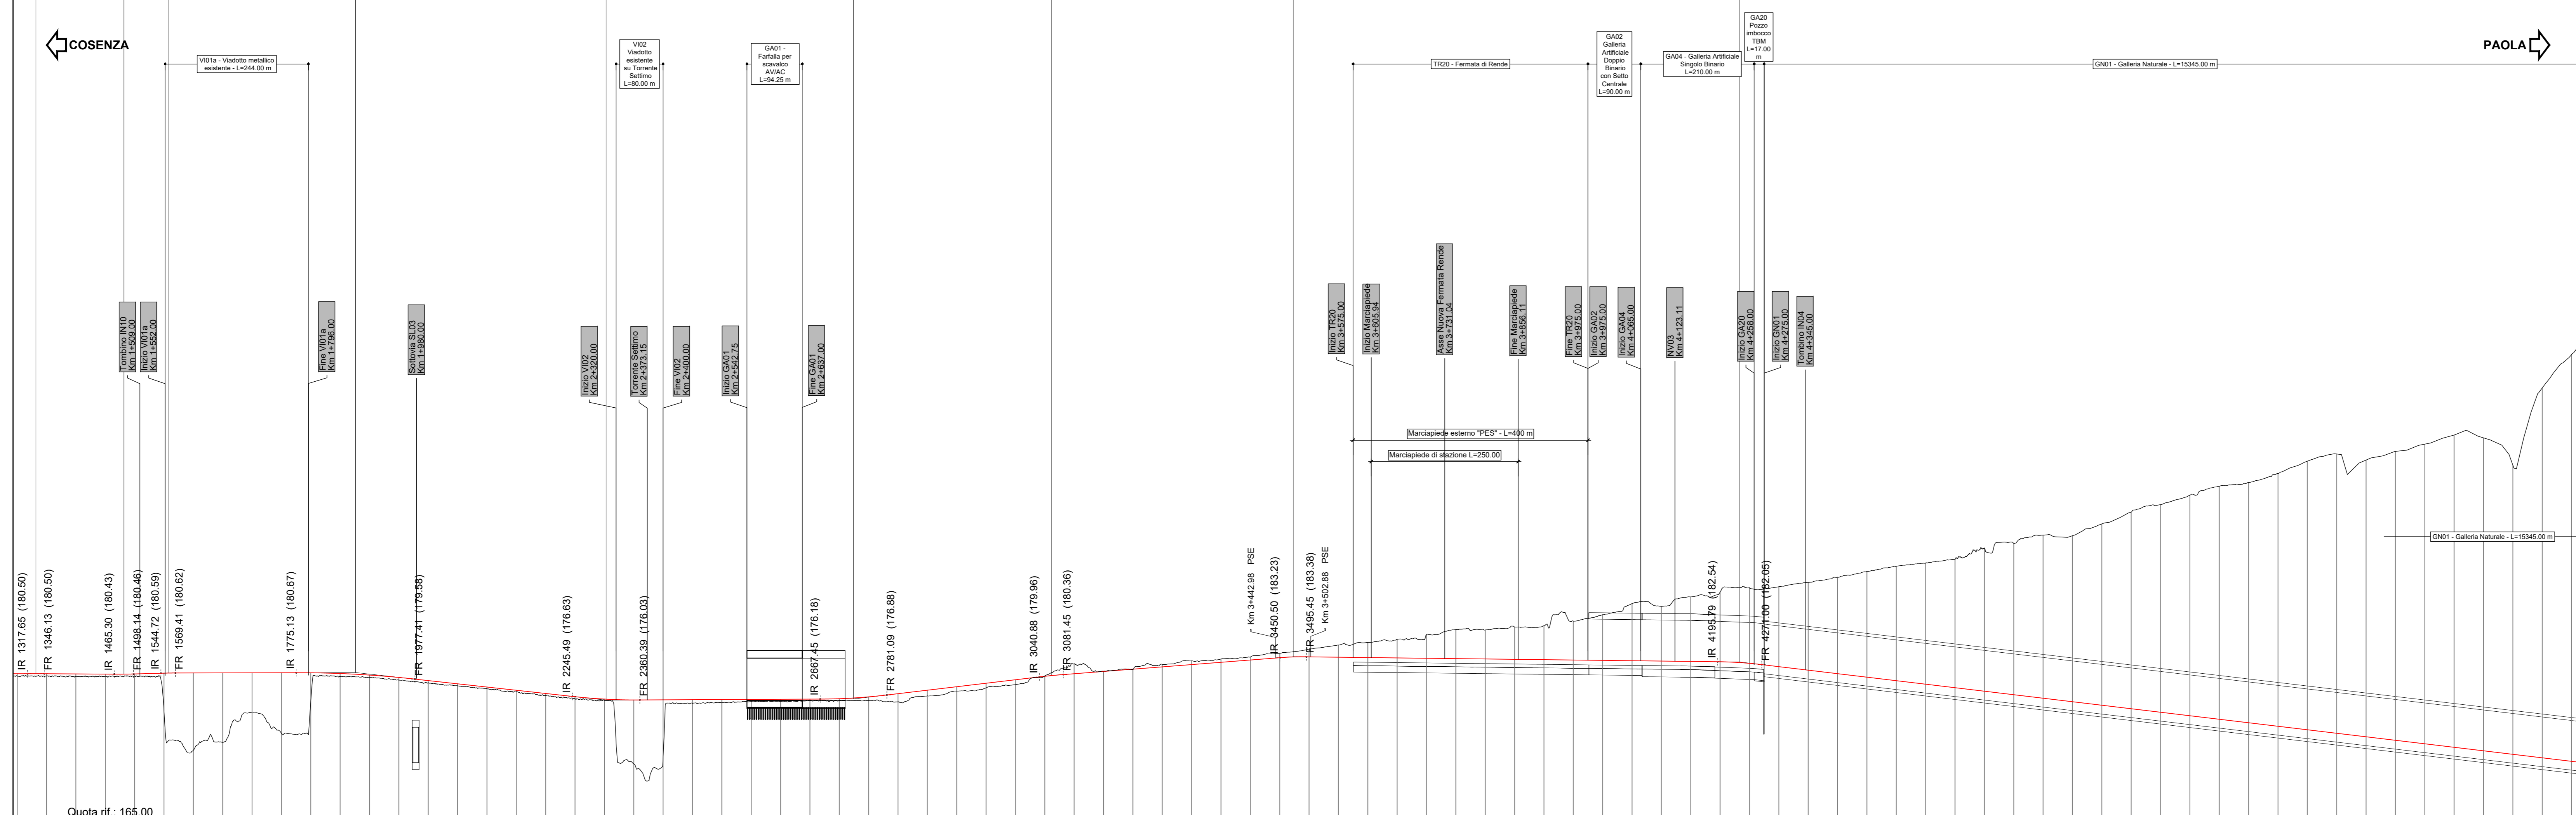 COSENZA
PAOLA
VI01a - Viadotto metallico
esistente - L=244.00 m
VI02
Viadotto
esistente
su Torrente
Settimo
L=80.00 m
GA01 -
Farfalla per
scavalco
AV/AC
L=94.25 m
TR20 - Fermata di Rende
GA02
Galleria
Artificiale
Doppio
Binario
con Setto
Centrale
L=90.00 m
GA04 - Galleria Artificiale
Singolo Binario
L=210.00 m
GA20
Pozzo
imbocco
TBM
L=17.00
m
GN01 - Galleria Naturale - L=15345.00 m
Tombino IN10
Km 1+509.00
Inizio VI01a
Km 1+552.00
Fine VI01a
Km 1+796.00
Sottovia SL03
Km 1+980.00
Inizio VI02
Km 2+320.00
Torrente Settimo
Km 2+373.15
Fine VI02
Km 2+400.00
Inizio GA01
Km 2+542.75
Fine GA01
Km 2+637.00
Inizio TR20
Km 3+575.00
Inizio Marciapiede
Km 3+605.94
Asse Nuova Fermata Rende
Km 3+731.04
Fine Marciapiede
Km 3+856.11
Fine TR20
Km 3+975.00
Inizio GA02
Km 3+975.00
Inizio GA04
Km 4+065.00
NV03
Km 4+123.11
Inizio GA20
Km 4+258.00
Inizio GN01
Km 4+275.00
Tombino IN04
Km 4+345.00
Marciapiede esterno "PES" - L=400 m
Marciapiede di stazione L=250.00
GN01 - Galleria Naturale - L=15345.00 m
IR 1317.65 (180.50)
FR 1346.13 (180.50)
IR 1465.30 (180.43)
FR 1498.14 (180.46)
IR 1544.72 (180.59)
FR 1569.41 (180.62)
IR 1775.13 (180.67)
FR 1977.41 (179.58)
IR 2245.49 (176.63)
FR 2360.39 (176.03)
IR 2667.45 (176.18)
FR 2781.09 (176.88)
IR 3040.88 (179.96)
FR 3081.45 (180.36)
Km 3+442.98 PSE
IR 3450.50 (183.23)
FR 3495.45 (183.38)
Km 3+502.88 PSE
IR 4195.79 (182.54)
FR 4271.00 (182.05)
Quota rif.: 165.00